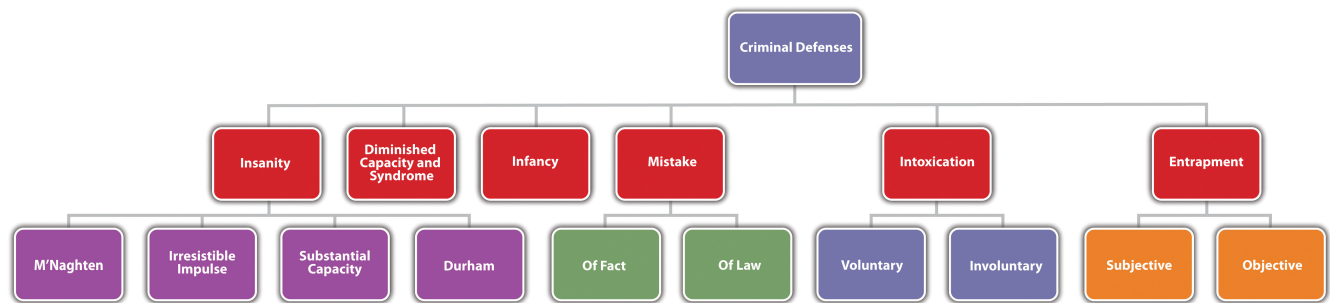 Criminal Defenses
Insanity
Diminished
Capacity and
Syndrome
Infancy
Mistake
Intoxication
Entrapment
M’Naghten
Irresistible
Impulse
Substantial
Capacity
Durham
Of Fact
Of Law
Voluntary
Involuntary
Subjective
Objective